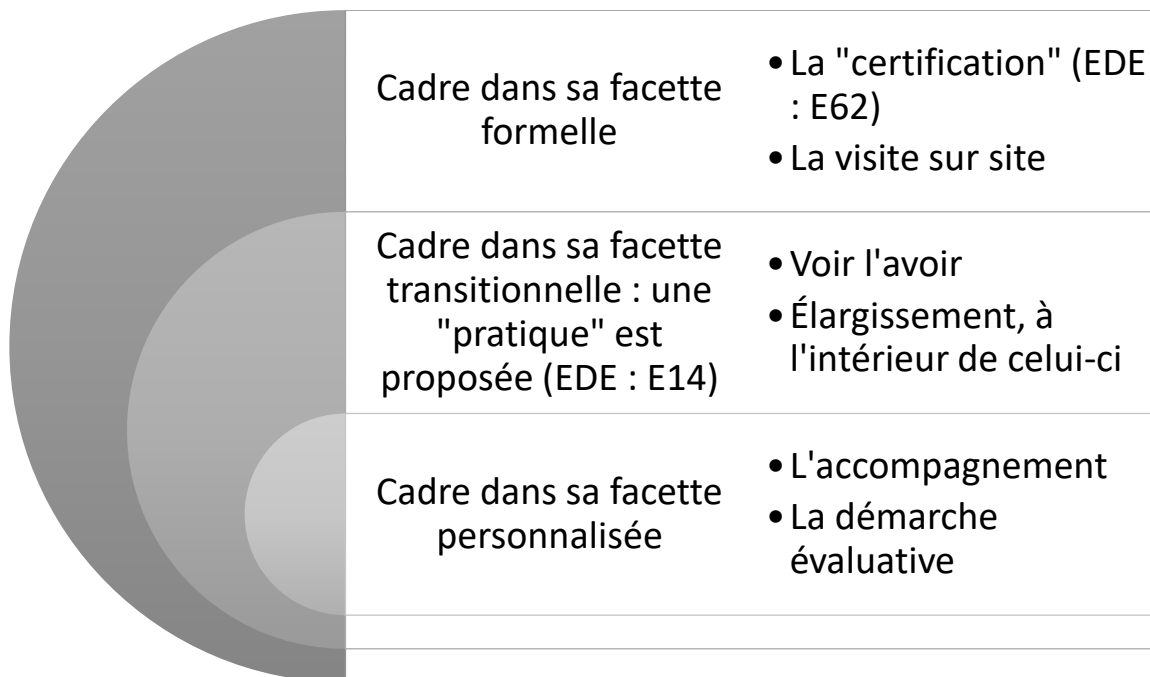 Cadre dans sa facette
formelle
• La "certification" (EDE
: E62)
• La visite sur site
Cadre dans sa facette
transitionnelle : une
"pratique" est
proposée (EDE : E14)
• Voir l'avoir
• Élargissement, à
l'intérieur de celui-ci
Cadre dans sa facette
personnalisée
• L'accompagnement
• La démarche
évaluative